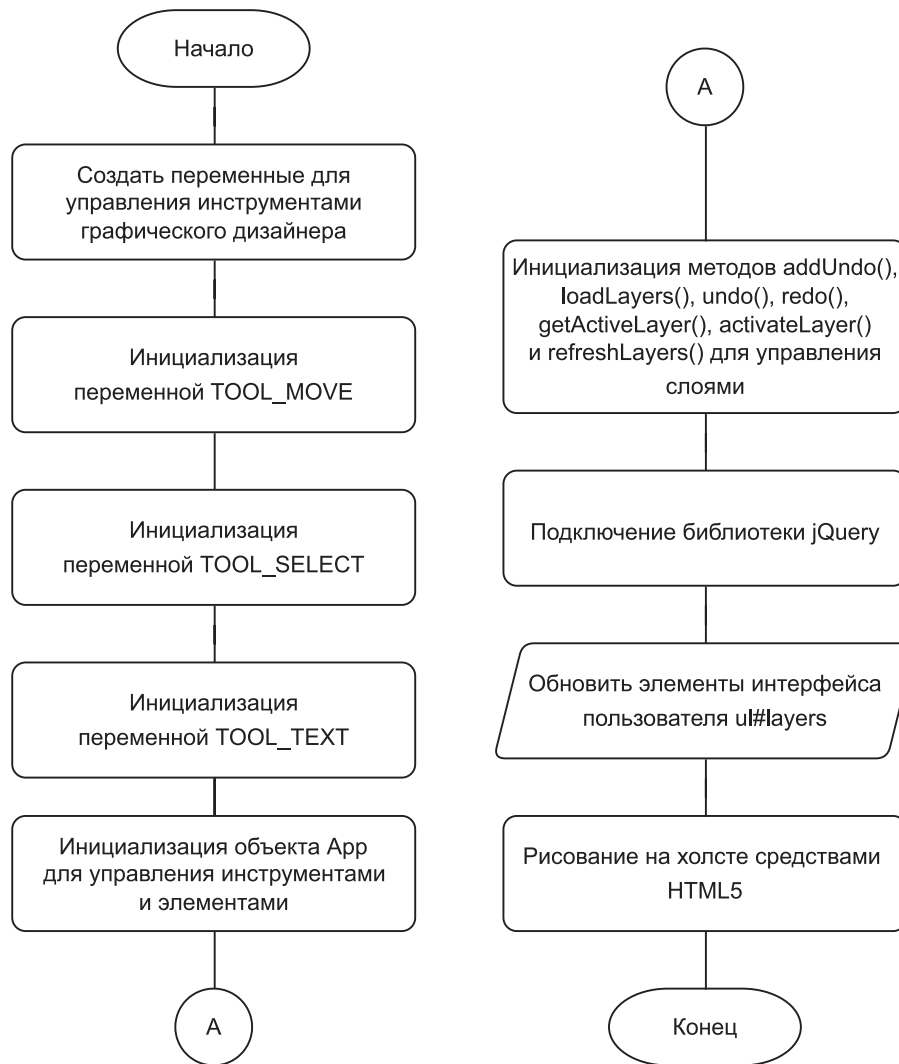 Начало
Создать переменные для
управления инструментами
графического дизайнера
Инициализация
переменной TOOL_MOVE
Инициализация
переменной TOOL_SELECT
Инициализация
переменной TOOL_TEXT
Инициализация объекта App
для управления инструментами
и элементами
А
А
Инициализация методов addUndo(),
loadLayers(), undo(), redo(),
getActiveLayer(), activateLayer()
и refreshLayers() для управления
слоями
Подключение библиотеки jQuery
Обновить элементы интерфейса
пользователя ul#layers
Рисование на холсте средствами
HTML5
Конец